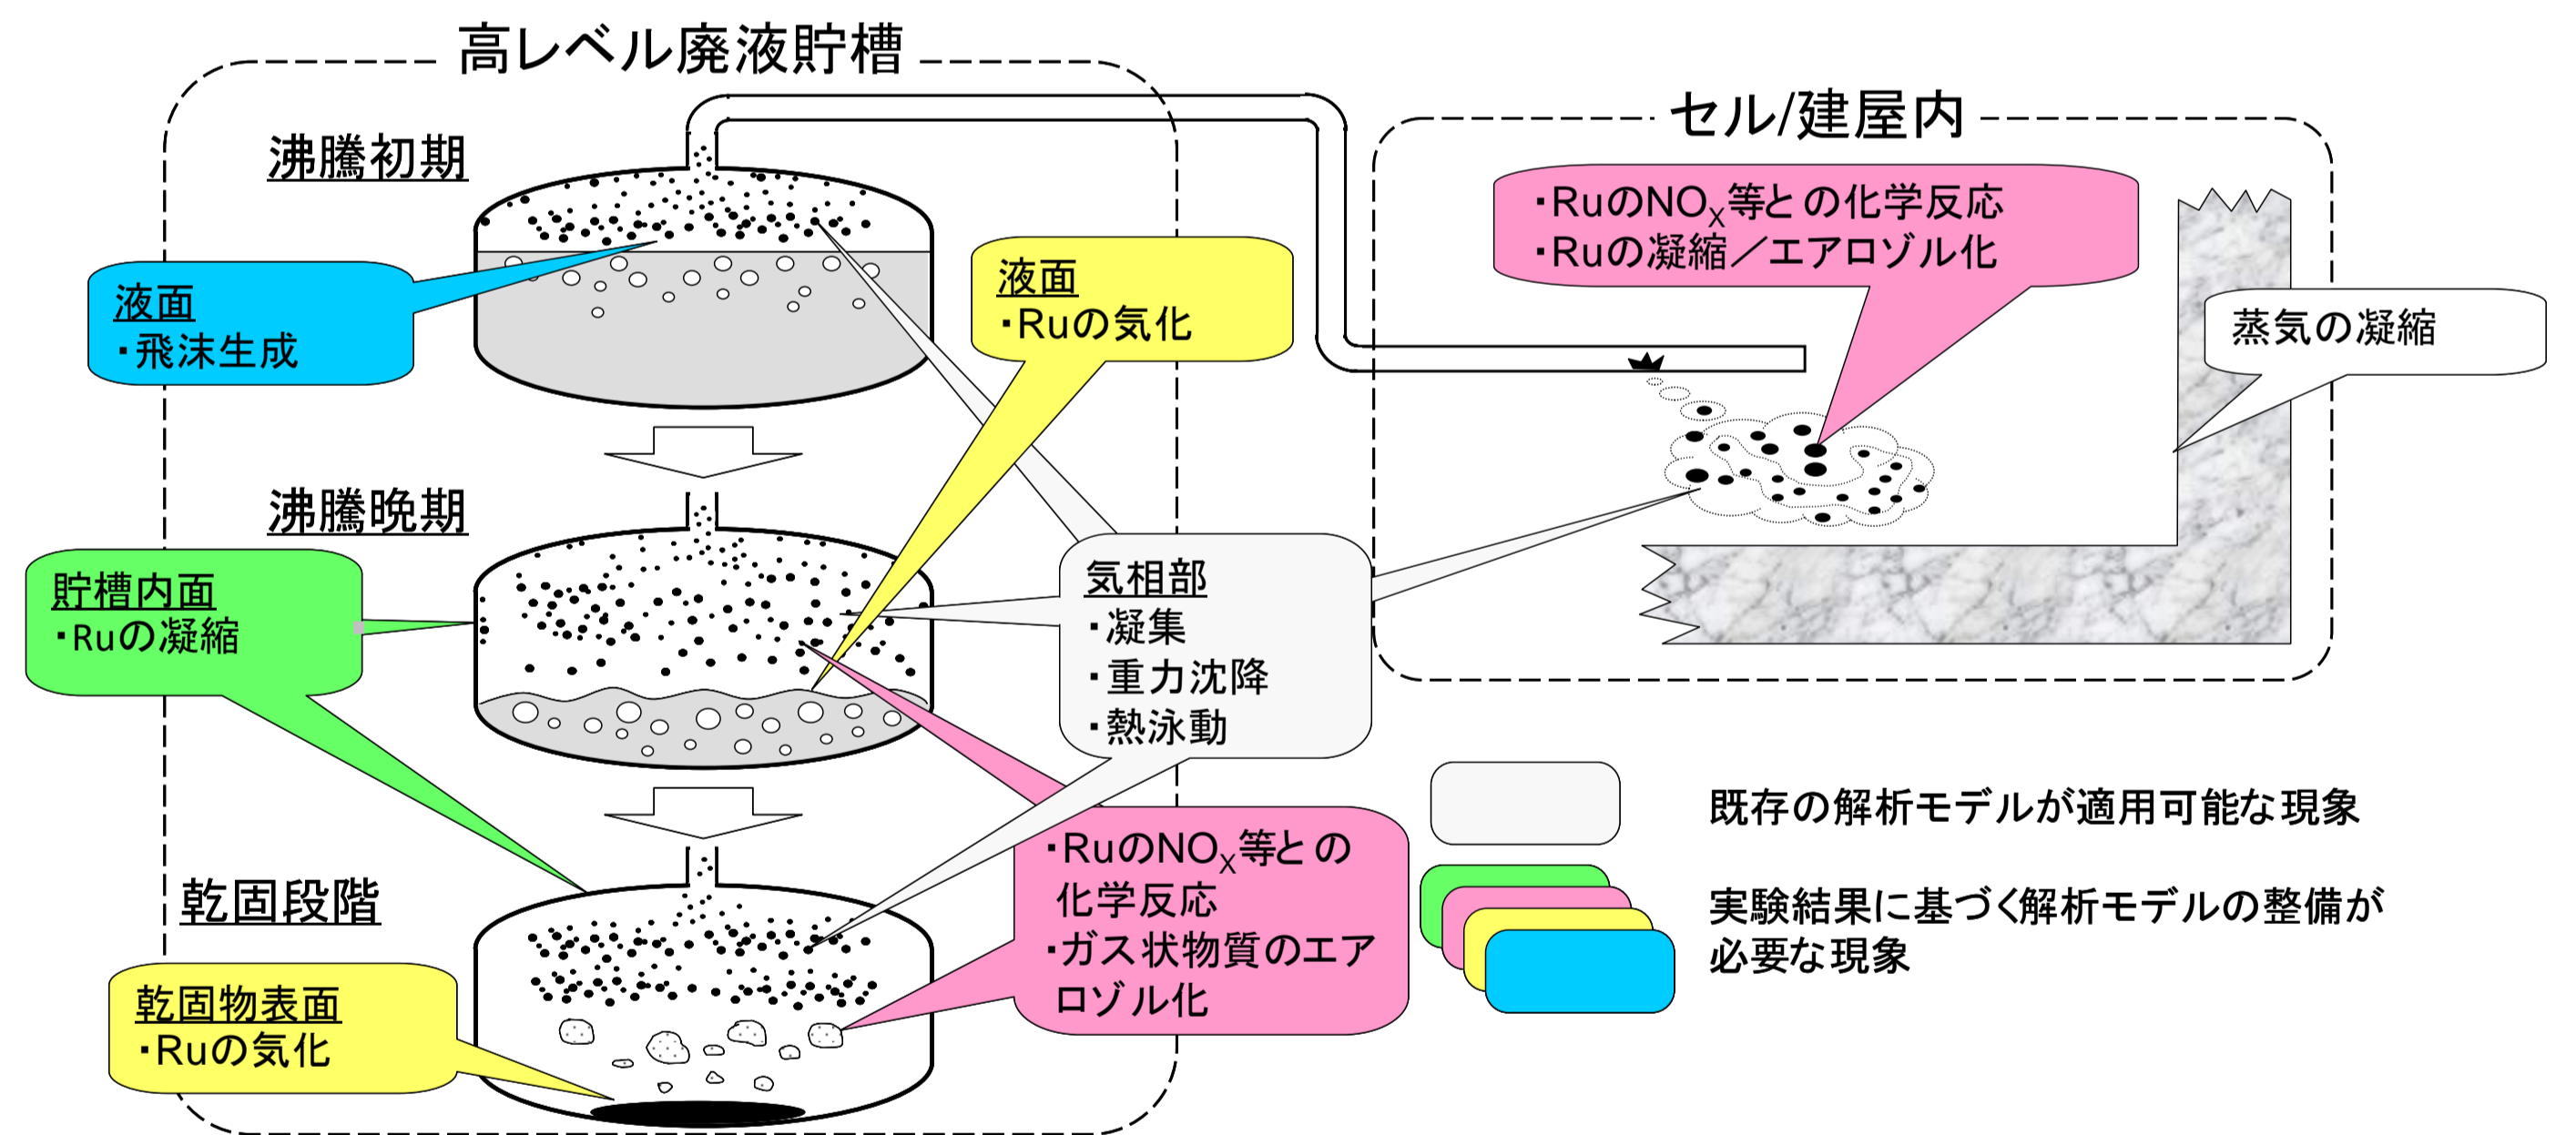 高レベル廃液貯槽
沸騰初期
液面
・飛沫生成
液面
・Ruの気化
沸騰晩期
貯槽内面
・Ruの凝縮
気相部
・凝集
・重力沈降
・熱泳動
・RuのNOX等との
化学反応
・ガス状物質のエア
ロゾル化
乾固段階
乾固物表面
・Ruの気化
セル/建屋内
・RuのNOX等との化学反応
・Ruの凝縮／エアロゾル化
蒸気の凝縮
既存の解析モデルが適用可能な現象
実験結果に基づく解析モデルの整備が
必要な現象